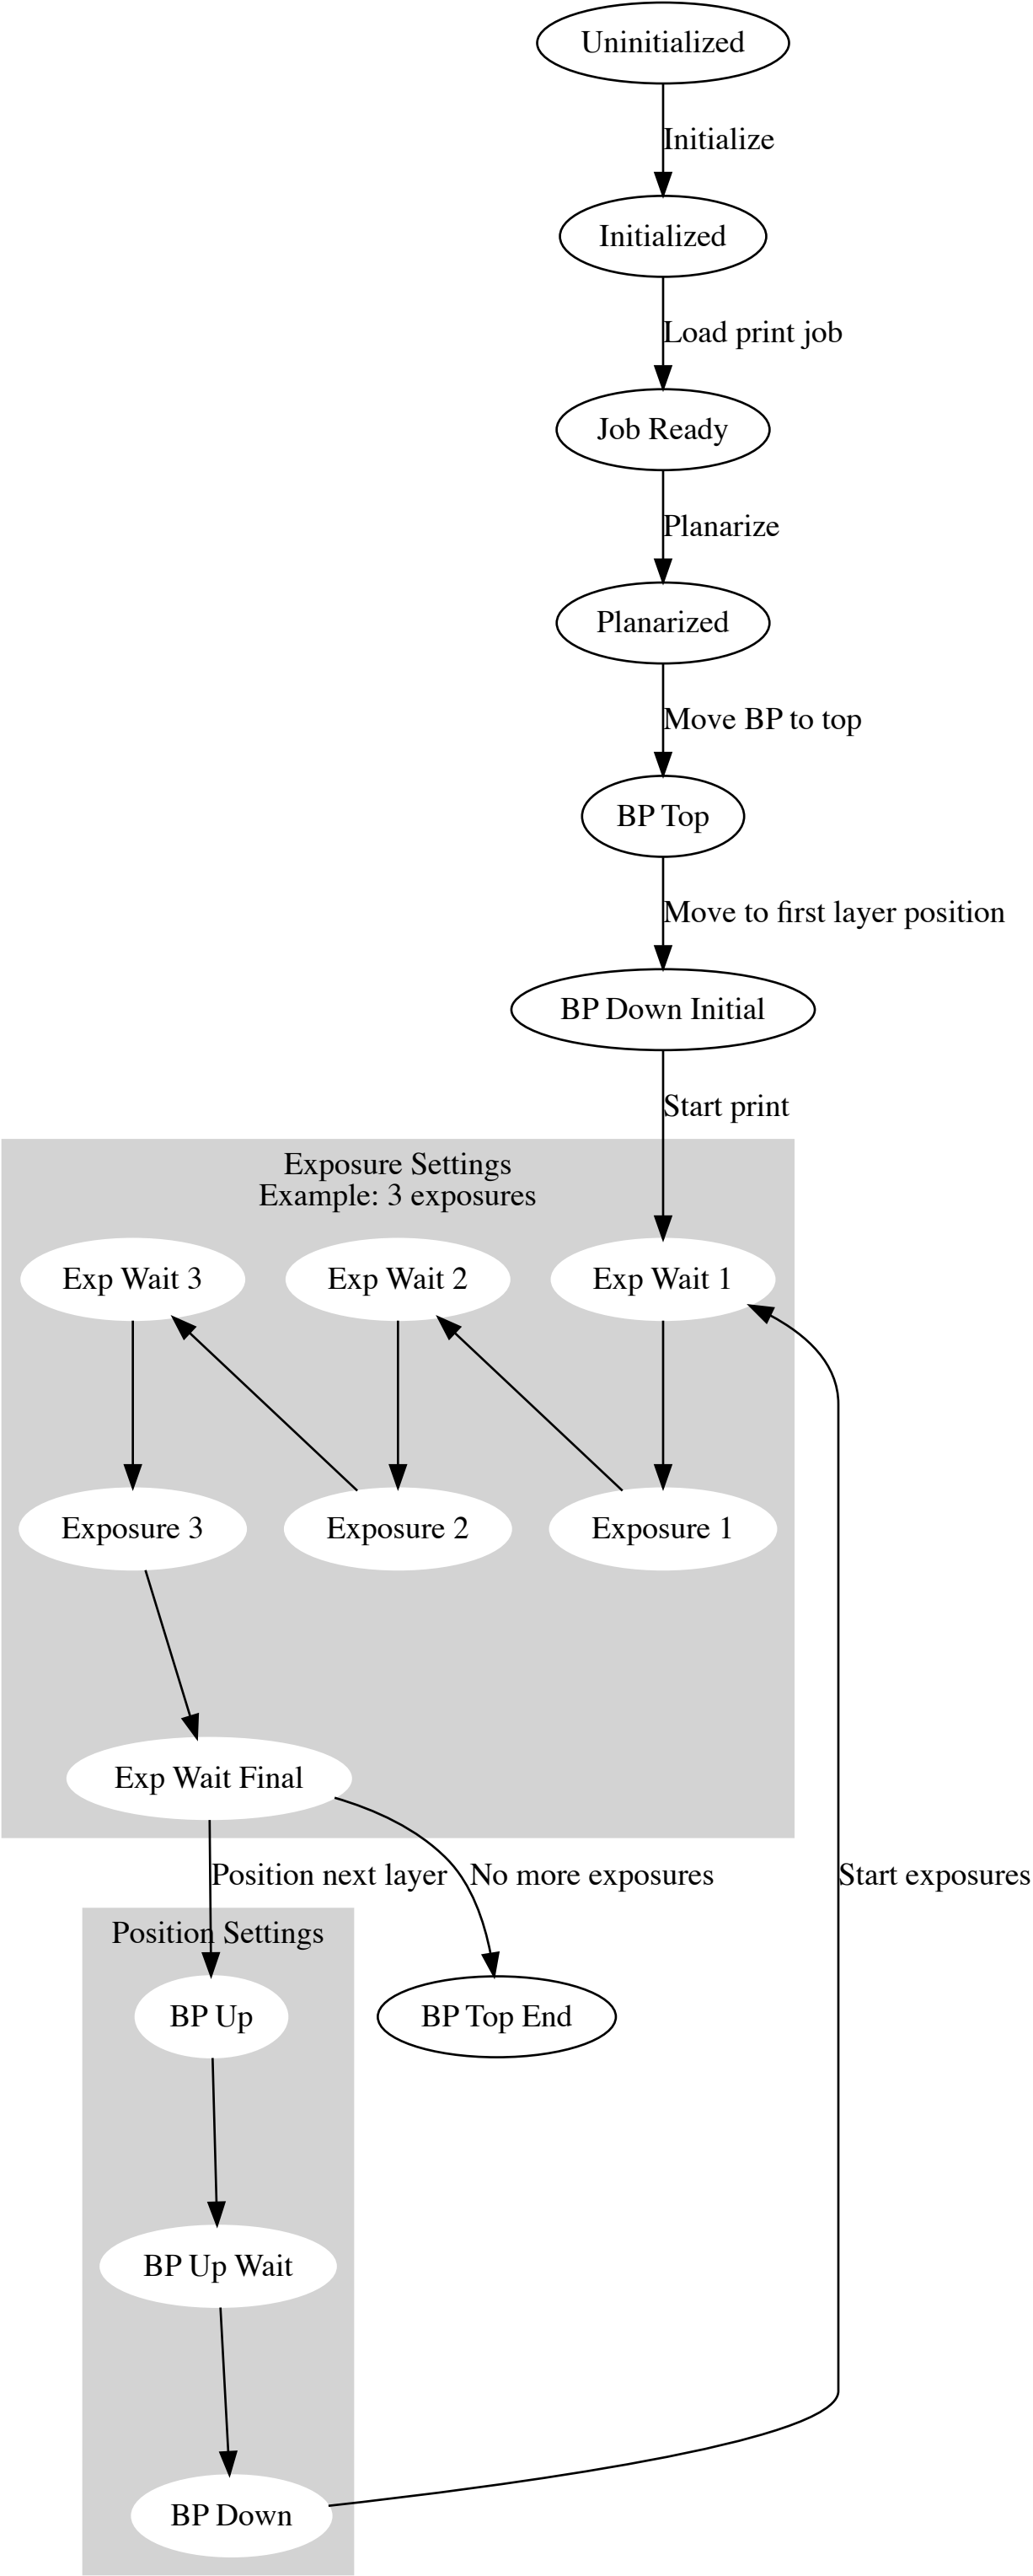 Uninitialized
Initialize
Initialized
Load print job
Job Ready
Planarize
Planarized
Move BP to top
BP Top
Move to first layer position
BP Down Initial
Start print
Exposure Settings
Example: 3 exposures
Exp Wait 3
Exp Wait 2
Exp Wait 1
Exposure 3
Exposure 2
Exposure 1
Exp Wait Final
Position next layer
No more exposures
Start exposures
Position Settings
BP Up
BP Top End
BP Up Wait
BP Down